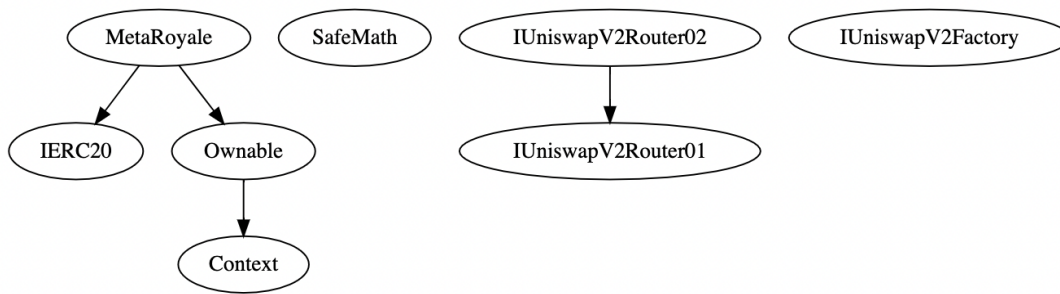 MetaRoyale
SafeMath
IUniswapV2Router02
IUniswapV2Factory
IERC20
Ownable
IUniswapV2Router01
Context